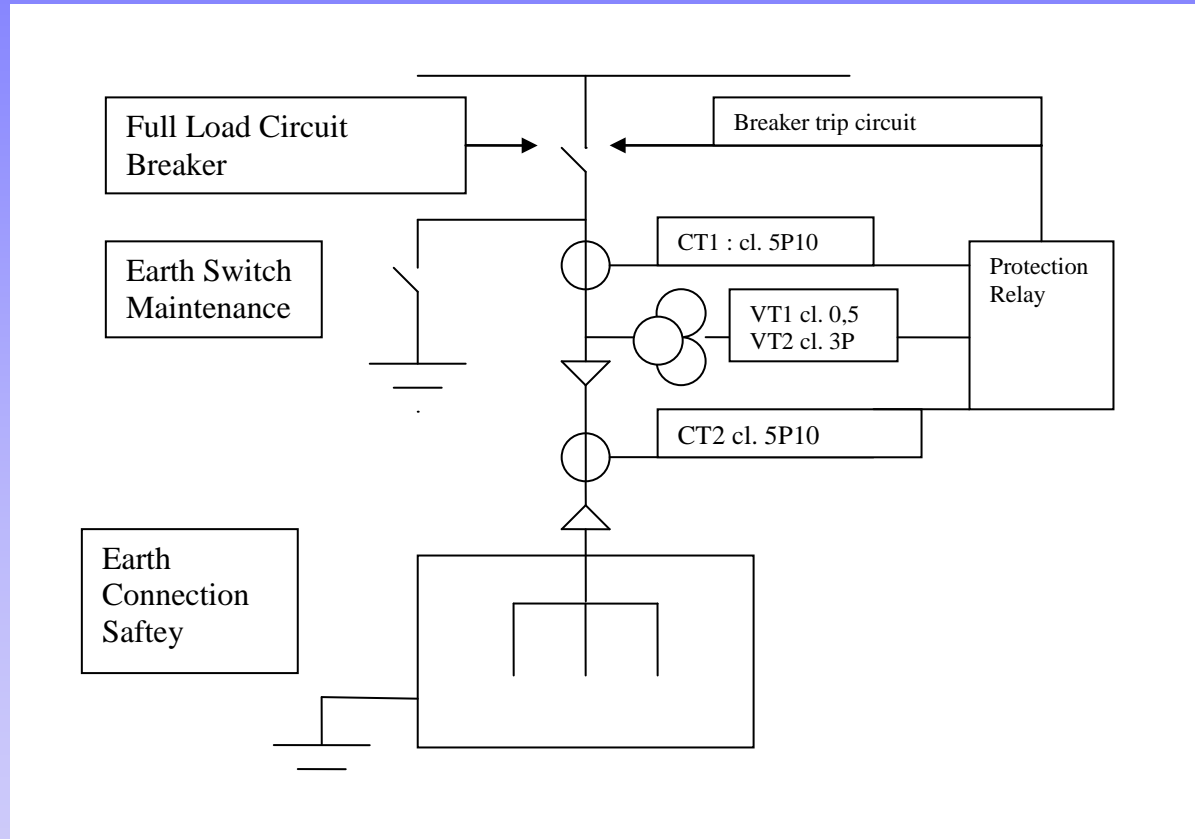 Full Load Circuit
Breaker
Breaker trip circuit
Earth Switch
Maintenance
CT1 : cl. 5P10
Protection
Relay
VT1 cl. 0,5
VT2 cl. 3P
CT2 cl. 5P10
Earth
Connection
Saftey